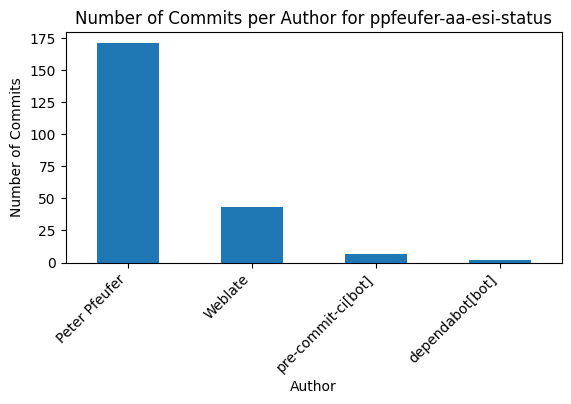 Number of Commits per Author for ppfeufer-aa-esi-status
Number of Commits
175
150
125
100
75
50
25
0
Peter Pfeufer
Weblate
pre-commit-ci[bot]
dependabot[bot]
Author